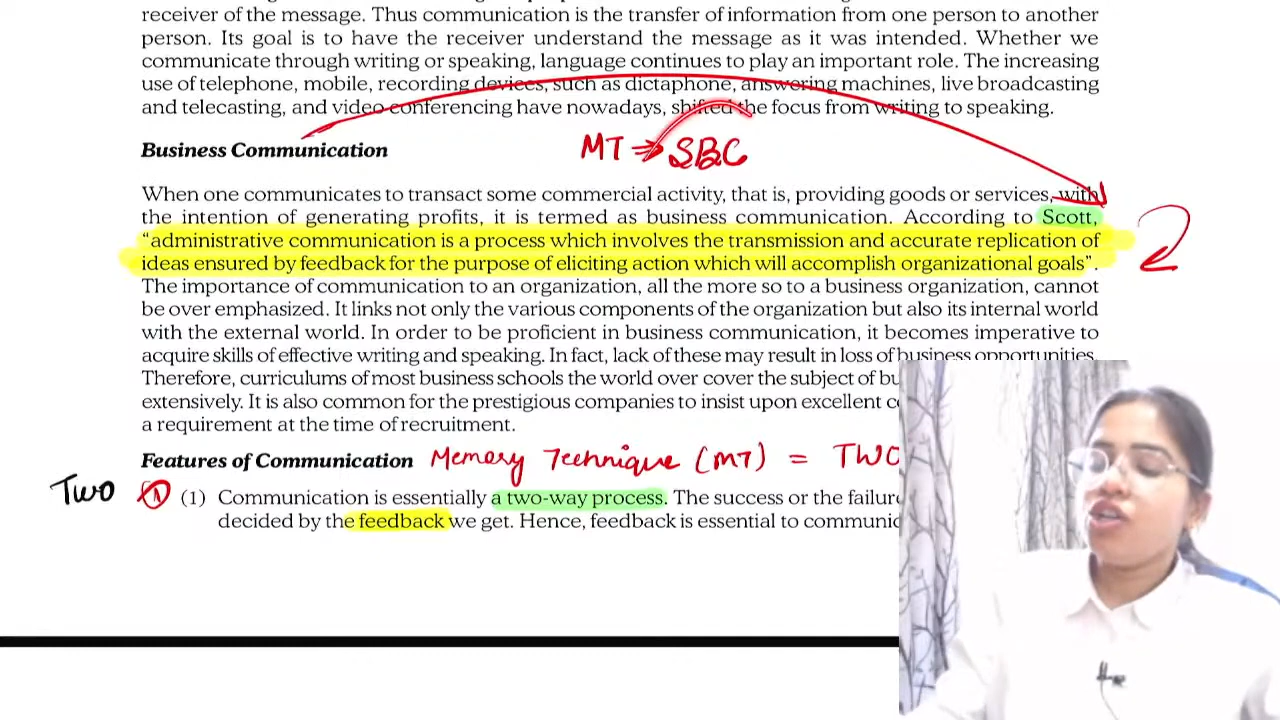 receiver of the message. Thus communication is the transfer of information from one person to another
person. Its goal is to have the receiver understand the message as it was intended. Whether we
communicate through writing or speaking, language continues to play an important role. The increasing
use of telephone, mobile, recording devices, such as dictaphone, answering machines, live broadcasting
and telecasting, and video conferencing have nowadays, shifted the focus from writing to speaking.
Business Communication
MT → SBC
When one communicates to transact some commercial activity, that is, providing goods or services, with
the intention of generating profits, it is termed as business communication. According to Scott,
“administrative communication is a process which involves the transmission and accurate replication of
ideas ensured by feedback for the purpose of eliciting action which will accomplish organizational goals”.
2
The importance of communication to an organization, all the more so to a business organization, cannot
be over emphasized. It links not only the various components of the organization but also its internal world
with the external world. In order to be proficient in business communication, it becomes imperative to
acquire skills of effective writing and speaking. In fact, lack of these may result in loss of business opportunities.
Therefore, curriculums of most business schools the world over cover the subject of bu
extensively. It is also common for the prestigious companies to insist upon excellent c
a requirement at the time of recruitment.
Features of Communication Memory Technique (MT) = TWO
Two 1 (1) Communication is essentially a two-way process. The success or the failur
decided by the feedback we get. Hence, feedback is essential to communic